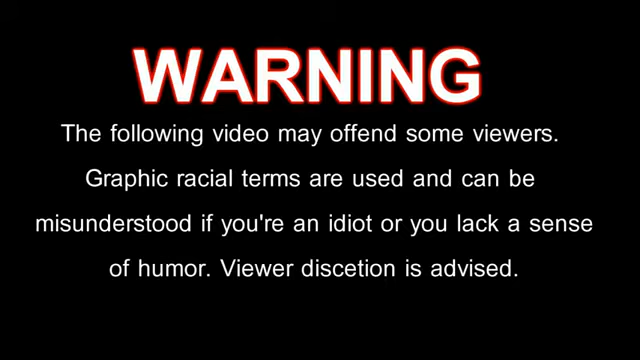 WARNING
The following video may offend some viewers.
Graphic racial terms are used and can be
misunderstood if you're an idiot or you lack a sense
of humor. Viewer discetion is advised.